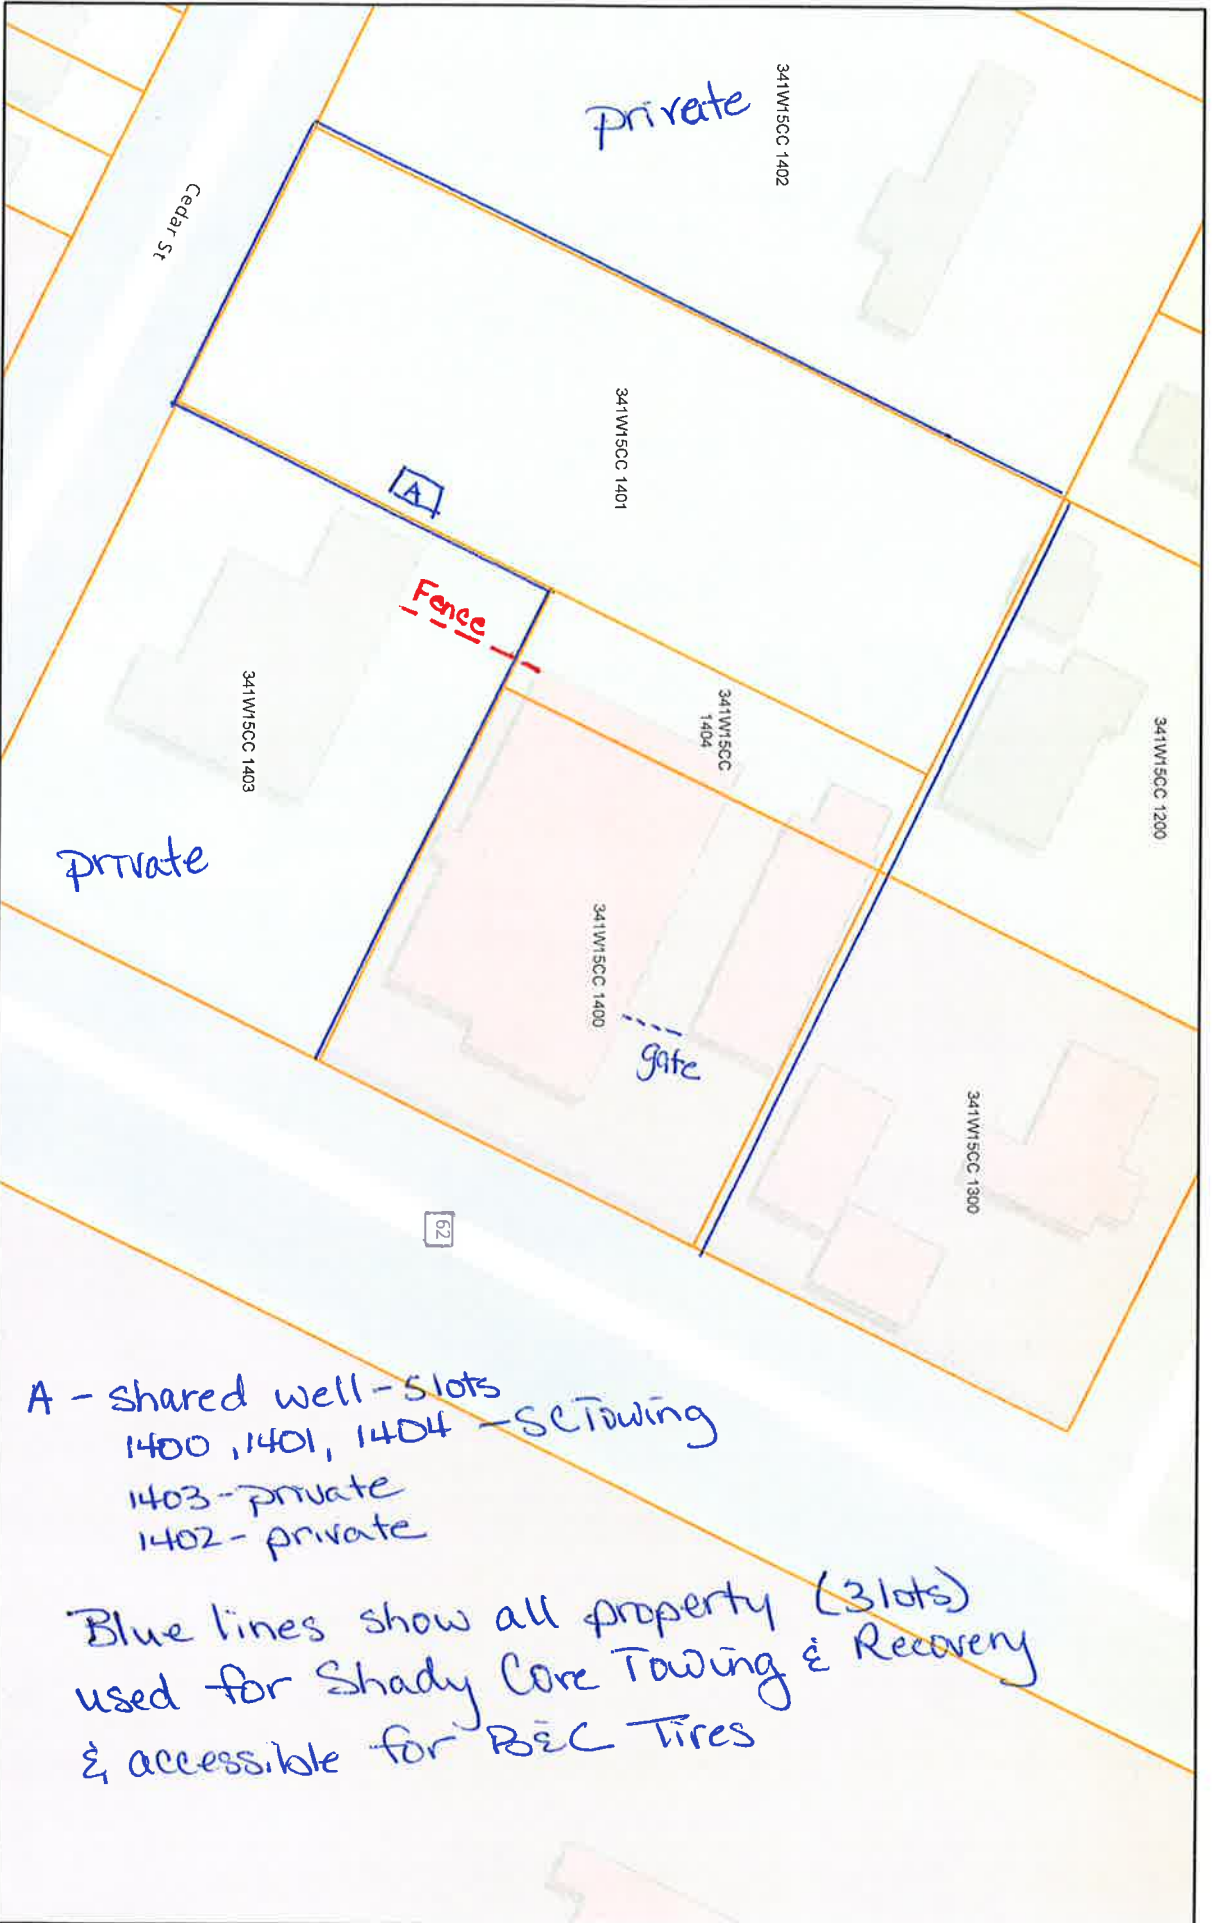 private
341W15CC 1402
Cedar St
341W15CC 1401
A
Fence
341W15CC
1404
341W15CC 1200
341W15CC 1403
private
341W15CC 1400
gate
341W15CC 1300
62
A - shared well - 5 lots
1400, 1401, 1404 - SC Towing
1403 - private
1402 - private
Blue lines show all property (3 lots)
used for Shady Cove Towing & Recovery
& accessible for B&C Tires